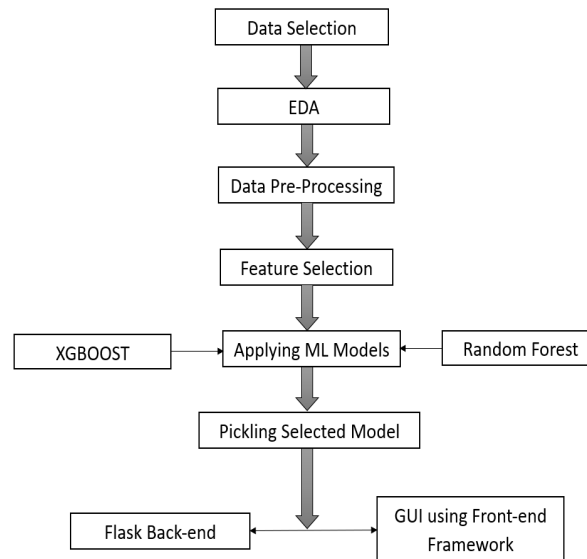 Data Selection
EDA
Data Pre-Processing
Feature Selection
XGBOOST
Applying ML Models
Random Forest
Pickling Selected Model
Flask Back-end
GUI using Front-end
Framework